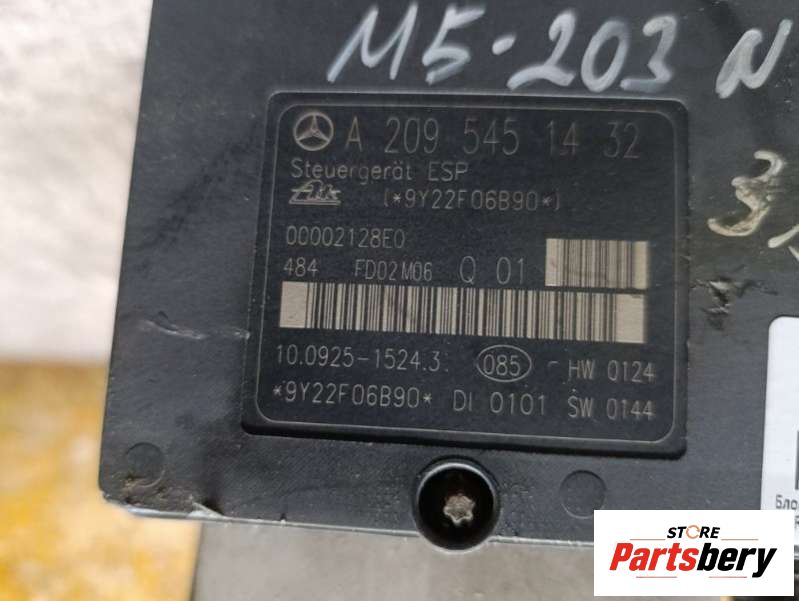 M5-203 N
A 209 545 14 32
Steuergerät ESP
Ate (*9Y22F06B90*)
00002128E0
484 FD02M06 Q 01
10.0925-1524.3 085 HW 0124
*9Y22F06B90* DI 0101 SW 0144
STORE
Partsbery